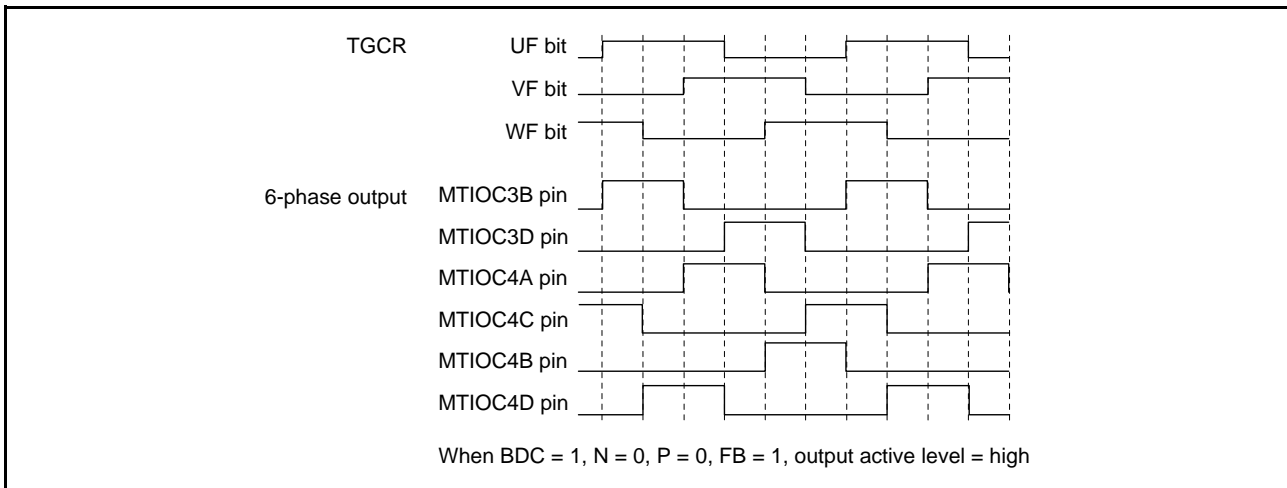 TGCR UF bit
VF bit
WF bit
6-phase output MTIOC3B pin
MTIOC3D pin
MTIOC4A pin
MTIOC4C pin
MTIOC4B pin
MTIOC4D pin
When BDC = 1, N = 0, P = 0, FB = 1, output active level = high